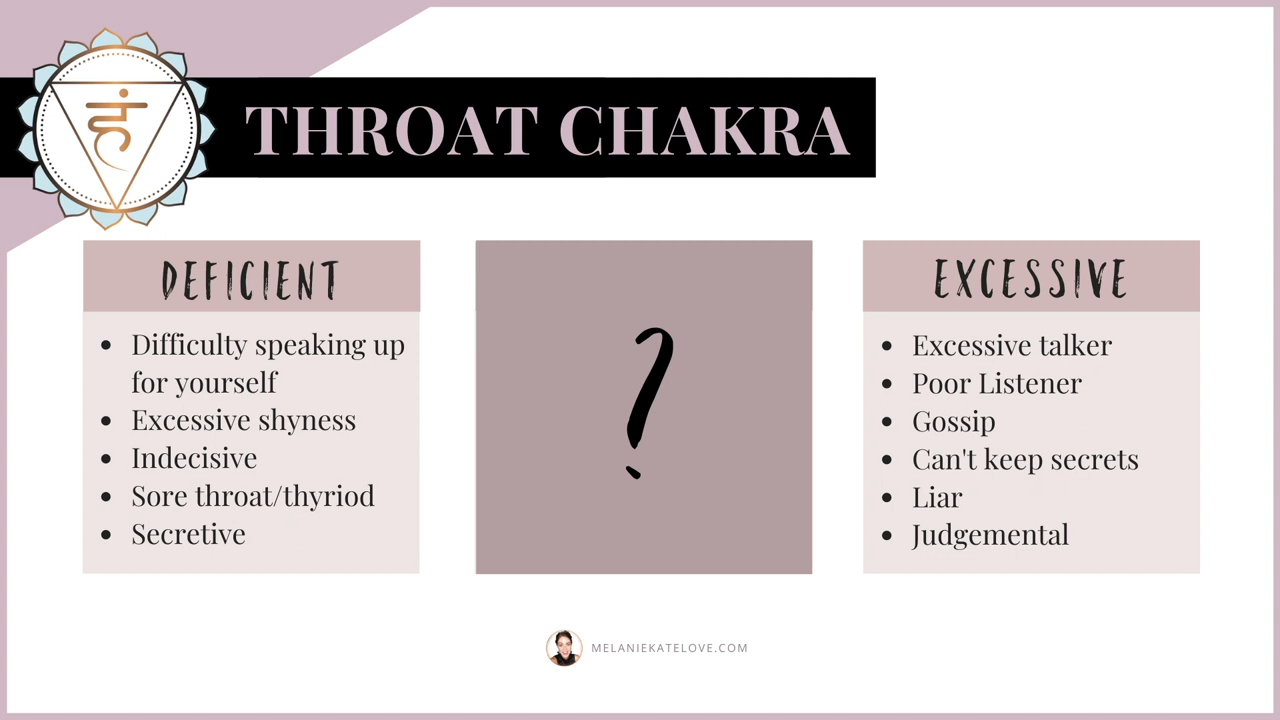 हं
THROAT CHAKRA
DEFICIENT
• Difficulty speaking up
for yourself
• Excessive shyness
• Indecisive
• Sore throat/thyriod
• Secretive
?
EXCESSIVE
• Excessive talker
• Poor Listener
• Gossip
• Can't keep secrets
• Liar
• Judgemental
MELANIEKATELOVE.COM